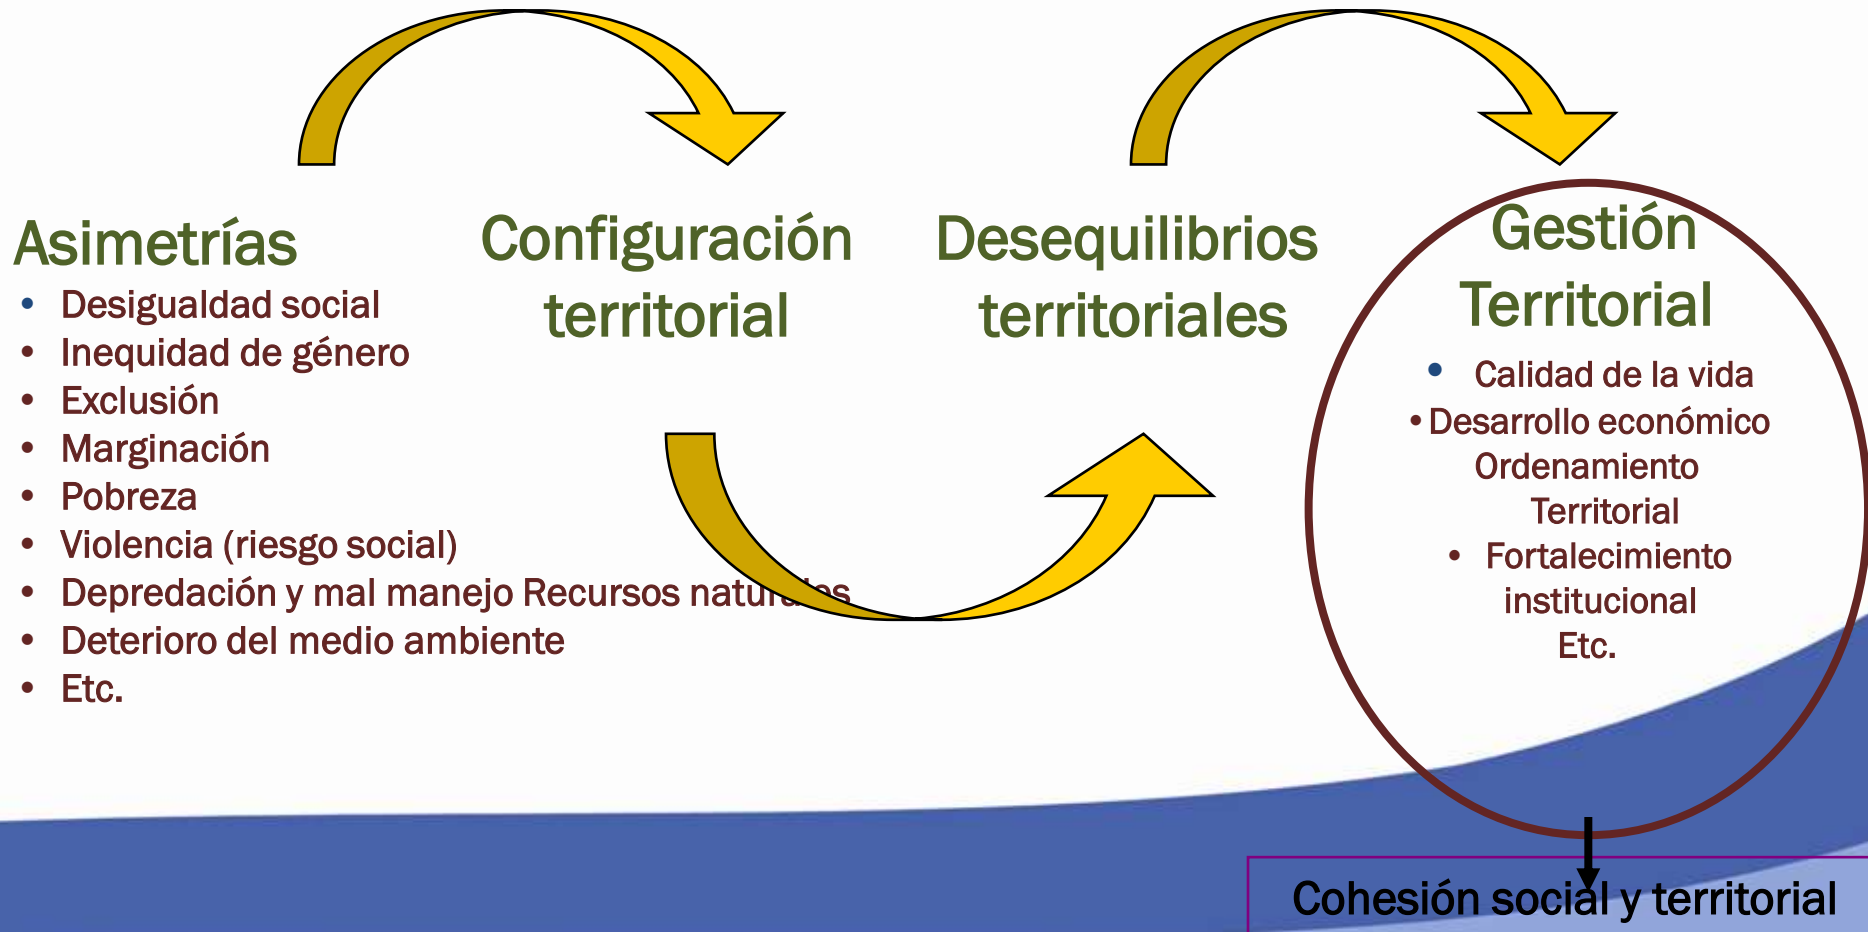 Asimetrías
• Desigualdad social
• Inequidad de género
• Exclusión
• Marginación
• Pobreza
• Violencia (riesgo social)
• Depredación y mal manejo Recursos naturales
• Deterioro del medio ambiente
• Etc.
Configuración
territorial
Desequilibrios
territoriales
Gestión
Territorial
• Calidad de la vida
• Desarrollo económico
Ordenamiento
Territorial
• Fortalecimiento
institucional
Etc.
Cohesión social y territorial